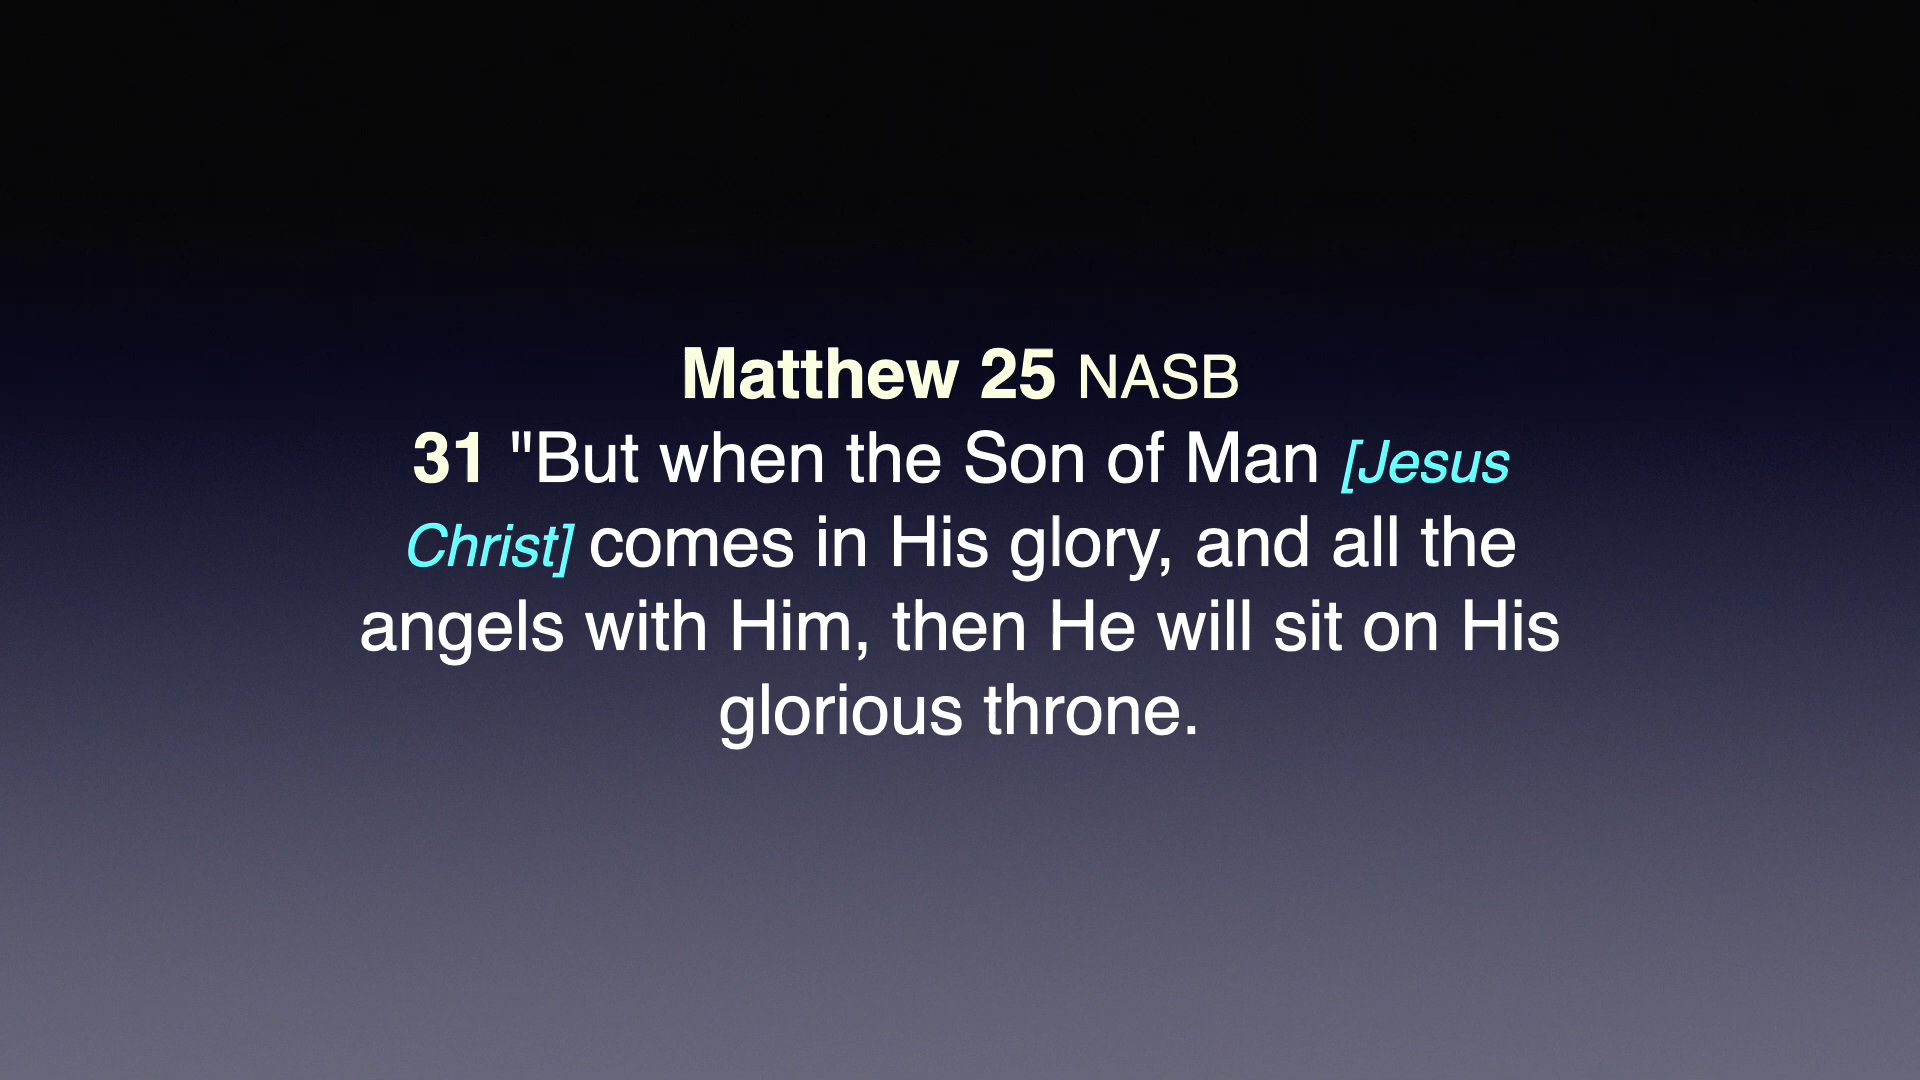 Matthew 25 NASB
31 "But when the Son of Man [Jesus
Christ] comes in His glory, and all the
angels with Him, then He will sit on His
glorious throne.